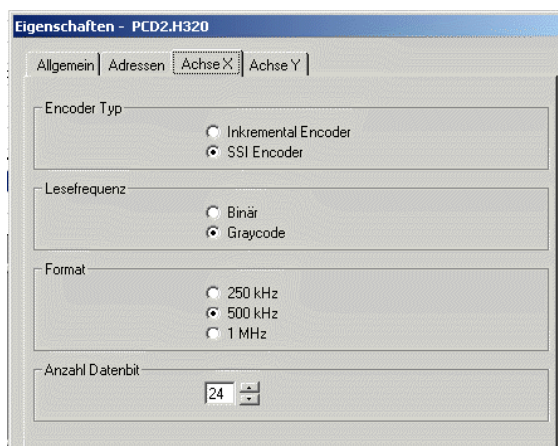 Eigenschaften - PCD2.H320
Allgemein Adressen Achse X Achse Y
Encoder Typ
Inkremental Encoder
SSI Encoder
Lesefrequenz
Binär
Graycode
Format
250 kHz
500 kHz
1 MHz
Anzahl Datenbit
24